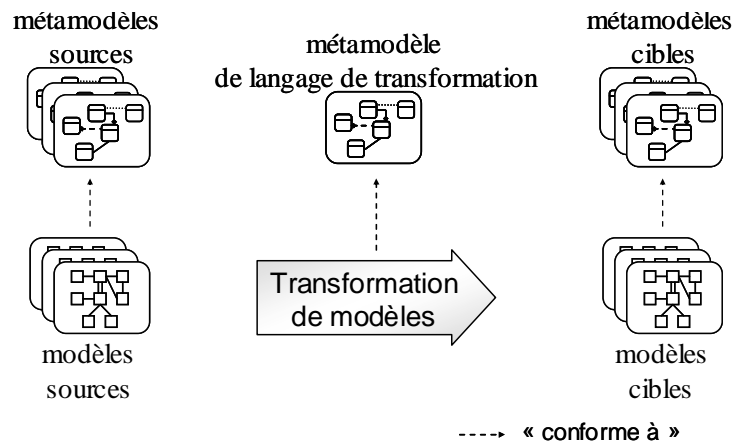 métamodèles
sources
métamodèle
de langage de transformation
métamodèles
cibles
Transformation
de modèles
modèles
sources
modèles
cibles
« conforme à »